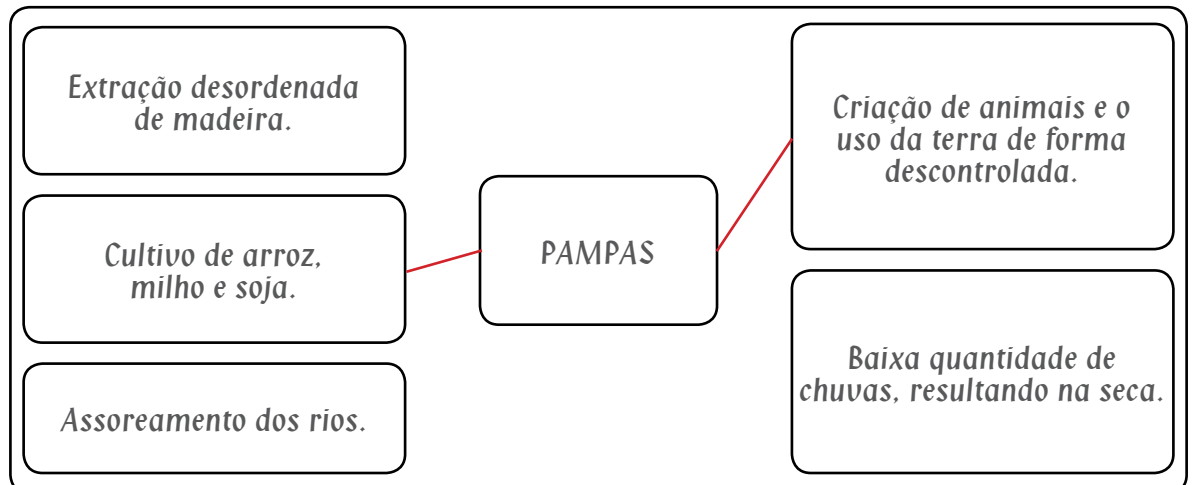 Extração desordenada
de madeira.
Cultivo de arroz,
milho e soja.
Assoreamento dos rios.
PAMPAS
Criação de animais e o
uso da terra de forma
descontrolada.
Baixa quantidade de
chuvas, resultando na seca.